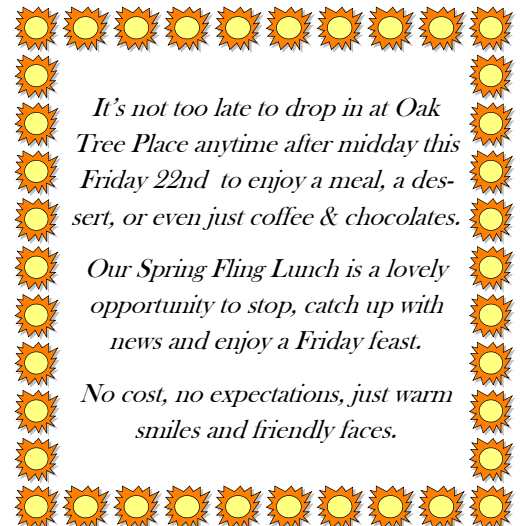 It's not too late to drop in at Oak
Tree Place anytime after midday this
Friday 22nd  to enjoy a meal, a des-
sert, or even just coffee & chocolates.
Our Spring Fling Lunch is a lovely
opportunity to stop, catch up with
news and enjoy a Friday feast.
No cost, no expectations, just warm
smiles and friendly faces.